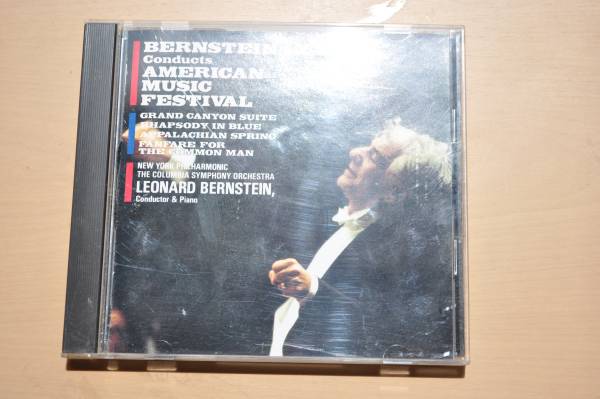 BERNSTEIN
Conducts
AMERICAN
MUSIC
FESTIVAL
GRAND CANYON SUITE
RHAPSODY IN BLUE
APPALACHIAN SPRING
FANFARE FOR
THE COMMON MAN
NEW YORK PHILHARMONIC
THE COLUMBIA SYMPHONY ORCHESTRA
LEONARD BERNSTEIN,
Conductor & Piano